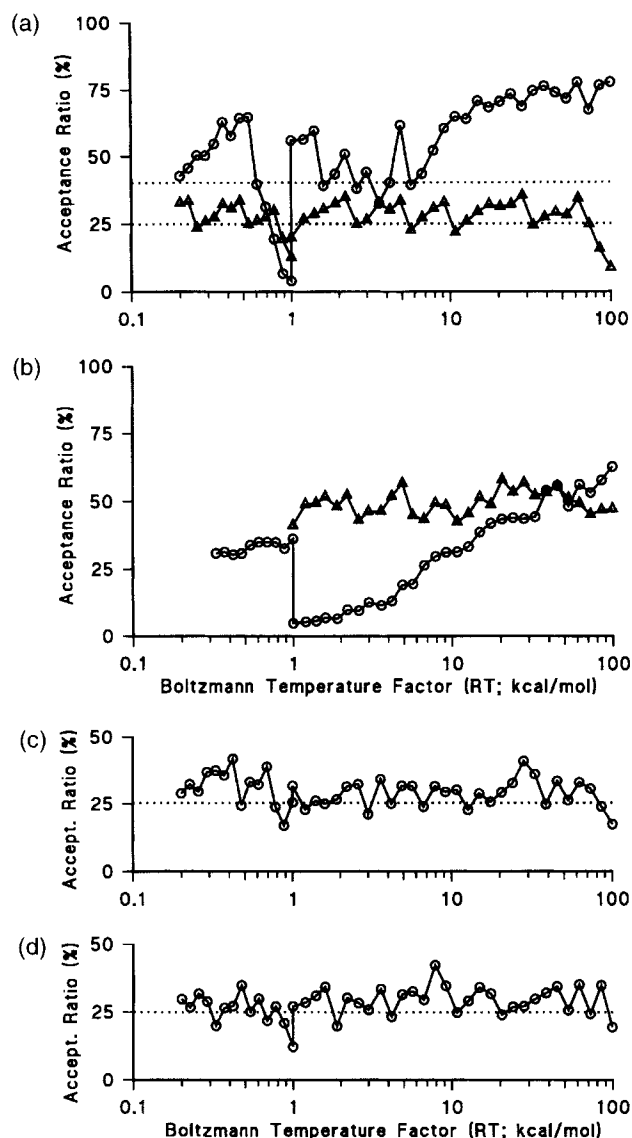 (a)
Acceptance Ratio (%)
100
75
50
25
0
0.1 1 10 100
(b)
Acceptance Ratio (%)
100
75
50
25
0
0.1 1 10 100
Boltzmann Temperature Factor (RT; kcal/mol)
(c)
Accept. Ratio (%)
50
25
0
0.1 1 10 100
(d)
Accept. Ratio (%)
50
25
0
0.1 1 10 100
Boltzmann Temperature Factor (RT; kcal/mol)